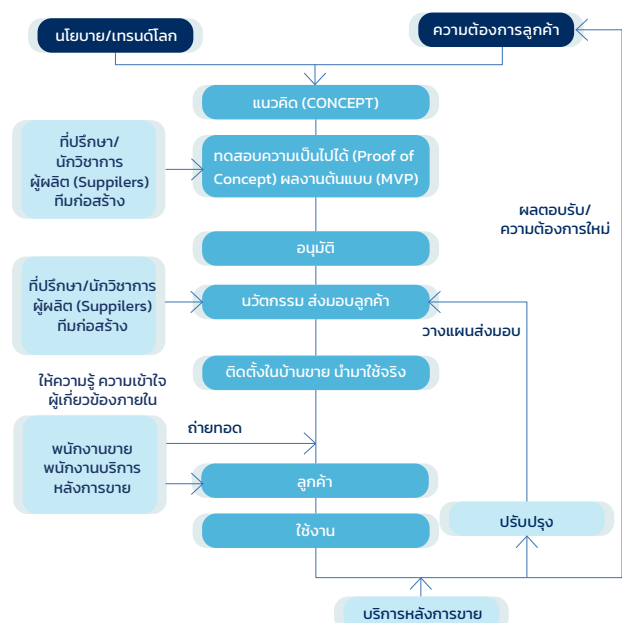 นโยบาย/เทรนด์โลก
ความต้องการลูกค้า
แนวคิด (CONCEPT)
ที่ปรึกษา/
นักวิชาการ
ผู้ผลิต (Suppilers)
ทีมก่อสร้าง
ทดสอบความเป็นไปได้ (Proof of
Concept) ผลงานต้นแบบ (MVP)
ผลตอบรับ/
ความต้องการใหม่
อนุมัติ
ที่ปรึกษา/นักวิชาการ
ผู้ผลิต (Suppilers)
ทีมก่อสร้าง
นวัตกรรม ส่งมอบลูกค้า
วางแผนส่งมอบ
ติดตั้งในบ้านขาย นำมาใช้จริง
ให้ความรู้ ความเข้าใจ
ผู้เกี่ยวข้องภายใน
ถ่ายทอด
พนักงานขาย
พนักงานบริการ
หลังการขาย
ลูกค้า
ใช้งาน
ปรับปรุง
บริการหลังการขาย